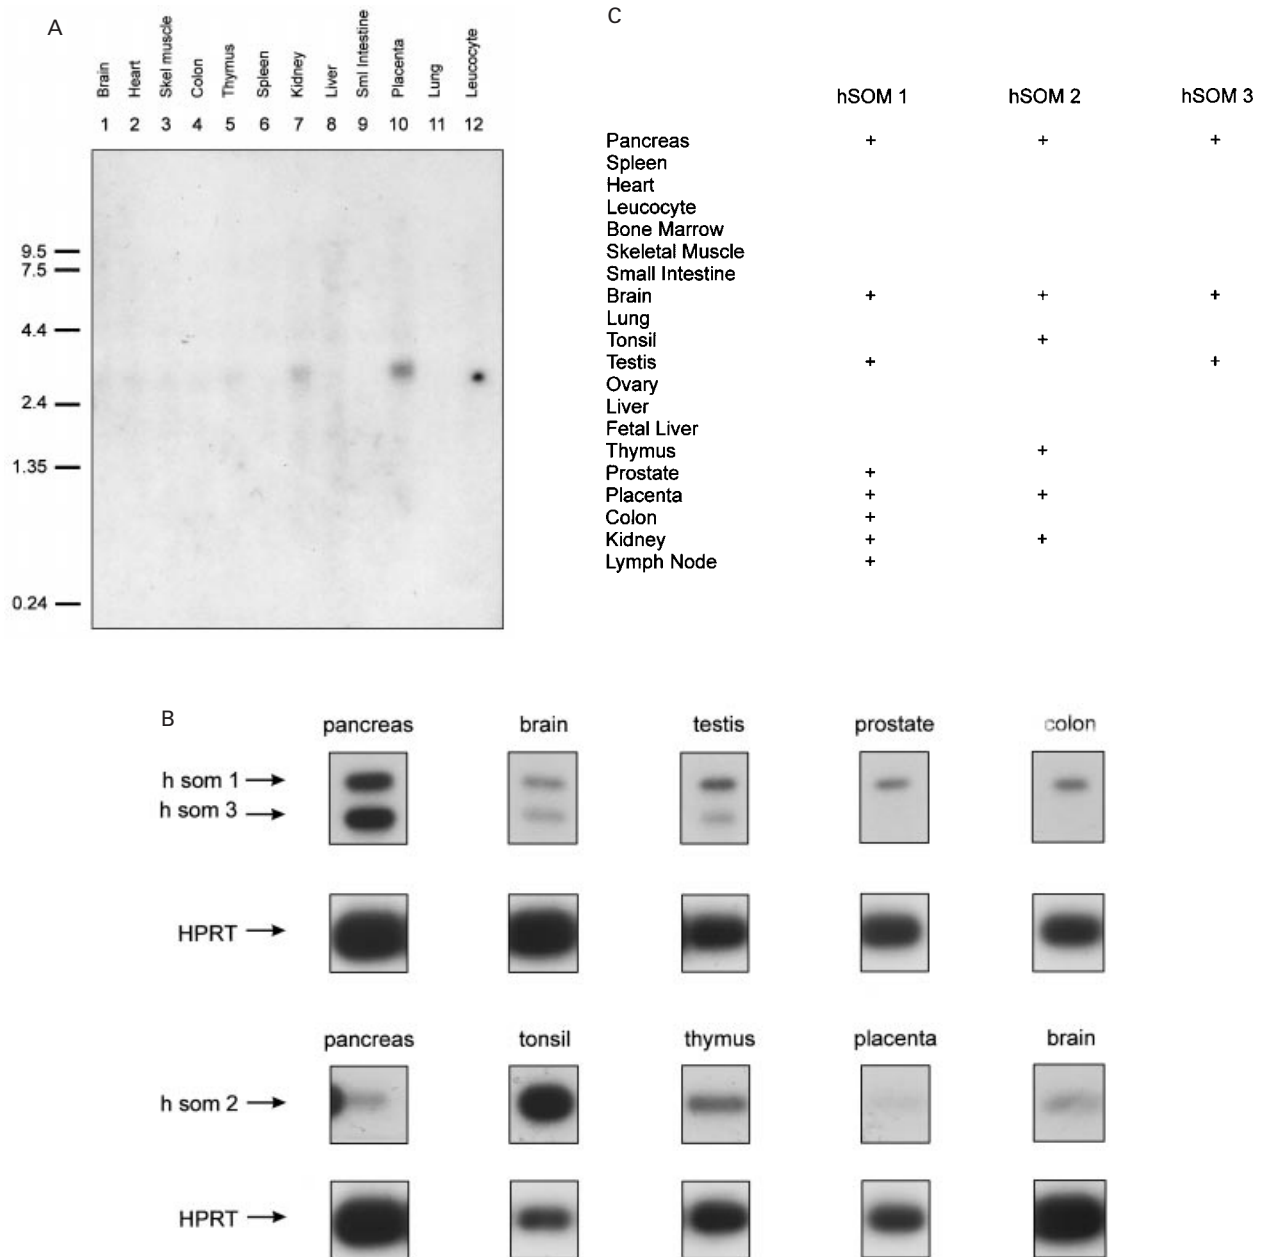 A
Brain Heart Skel muscle Colon Thymus Spleen Kidney Liver Sml Intestine Placenta Lung Leucocyte
1 2 3 4 5 6 7 8 9 10 11 12
9.5
7.5
4.4
2.4
1.35
0.24
C
hSOM 1 hSOM 2 hSOM 3
Pancreas + + +
Spleen
Heart
Leucocyte
Bone Marrow
Skeletal Muscle
Small Intestine
Brain + + +
Lung
Tonsil +
Testis + +
Ovary
Liver
Fetal Liver
Thymus +
Prostate +
Placenta + +
Colon +
Kidney + +
Lymph Node +
B
pancreas brain testis prostate colon
h som 1
h som 3
HPRT
pancreas tonsil thymus placenta brain
h som 2
HPRT